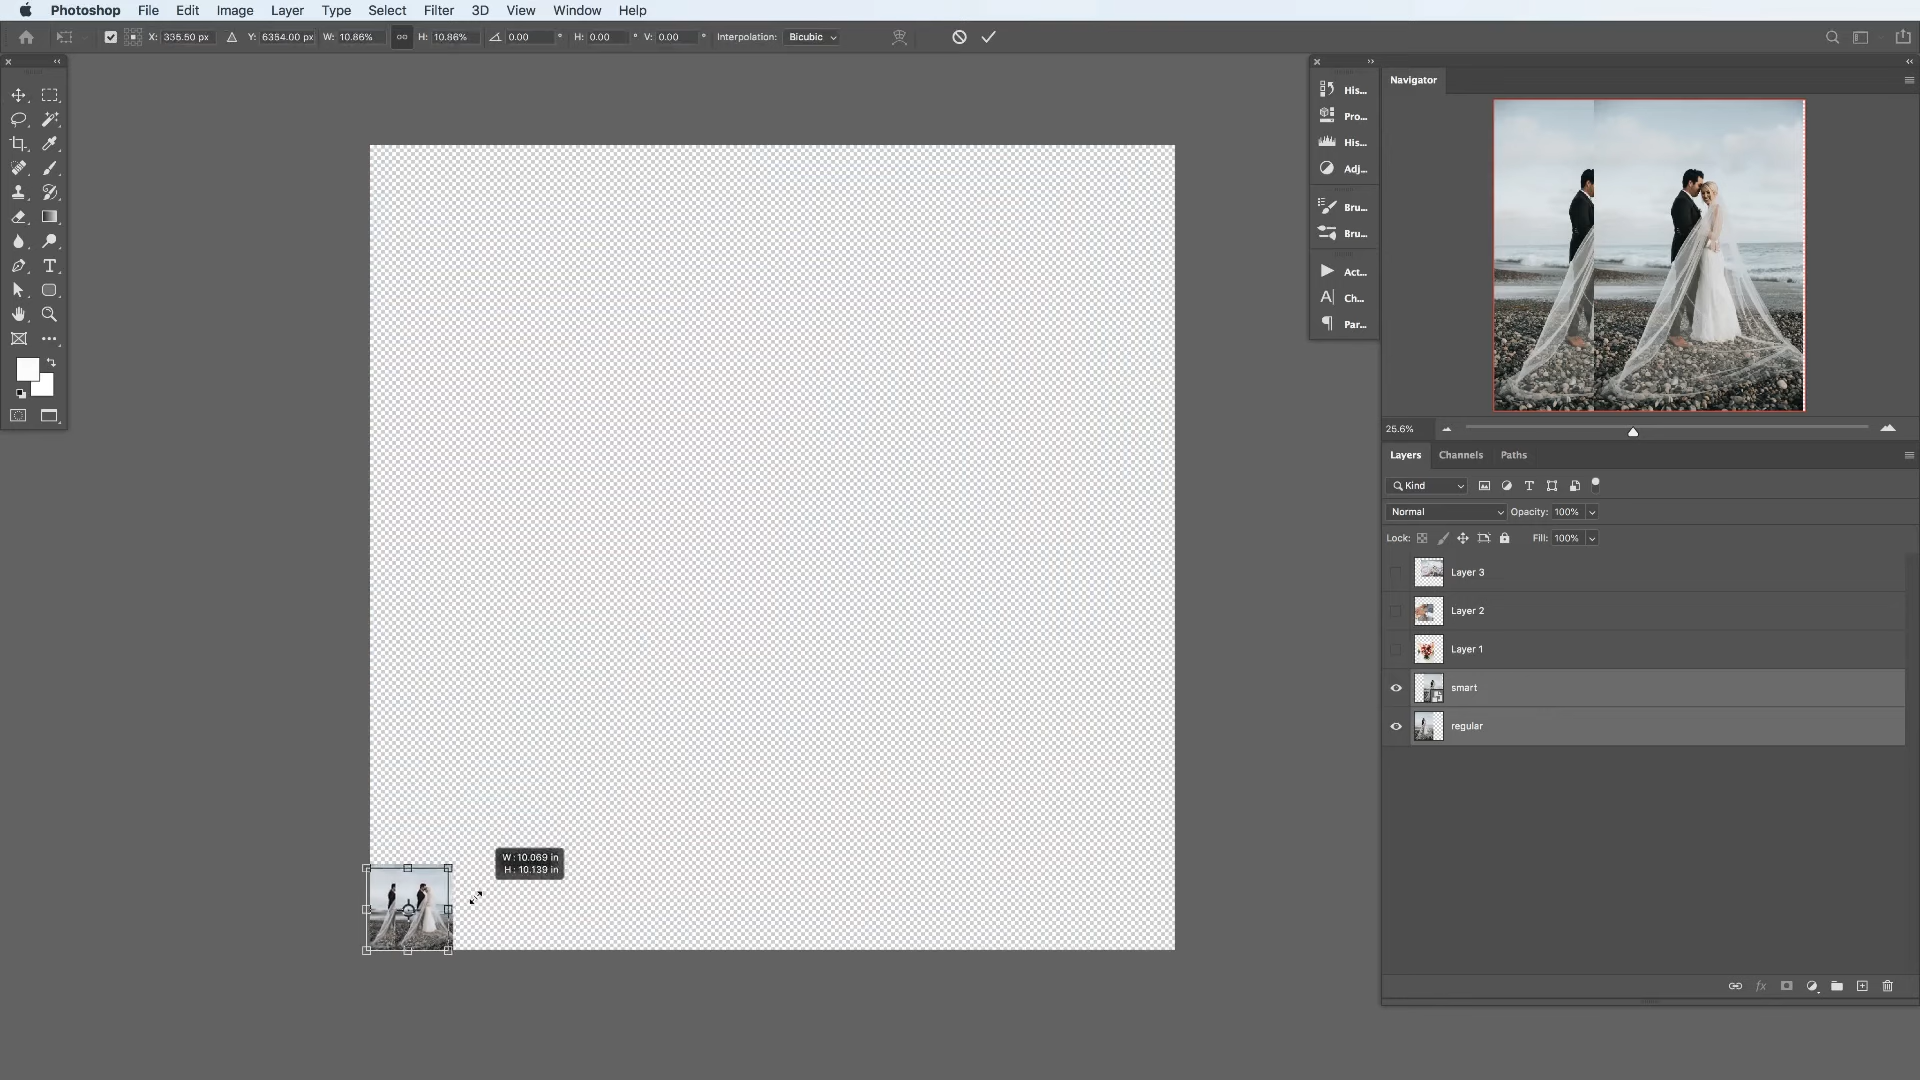 Photoshop File Edit Image Layer Type Select Filter 3D View Window Help
X: 335.50 px Y: 6354.00 px W: 10.86% H: 10.86% 0.00 ° H: 0.00 ° V: 0.00 ° Interpolation: Bicubic
Navigator
His...
Pro...
His...
Adj...
Bru...
Bru...
Act...
Ch...
Par...
25.6%
Layers Channels Paths
Kind
Normal Opacity: 100%
Lock: Fill: 100%
Layer 3
Layer 2
Layer 1
smart
regular
W: 10.069 in
H: 10.139 in
fx